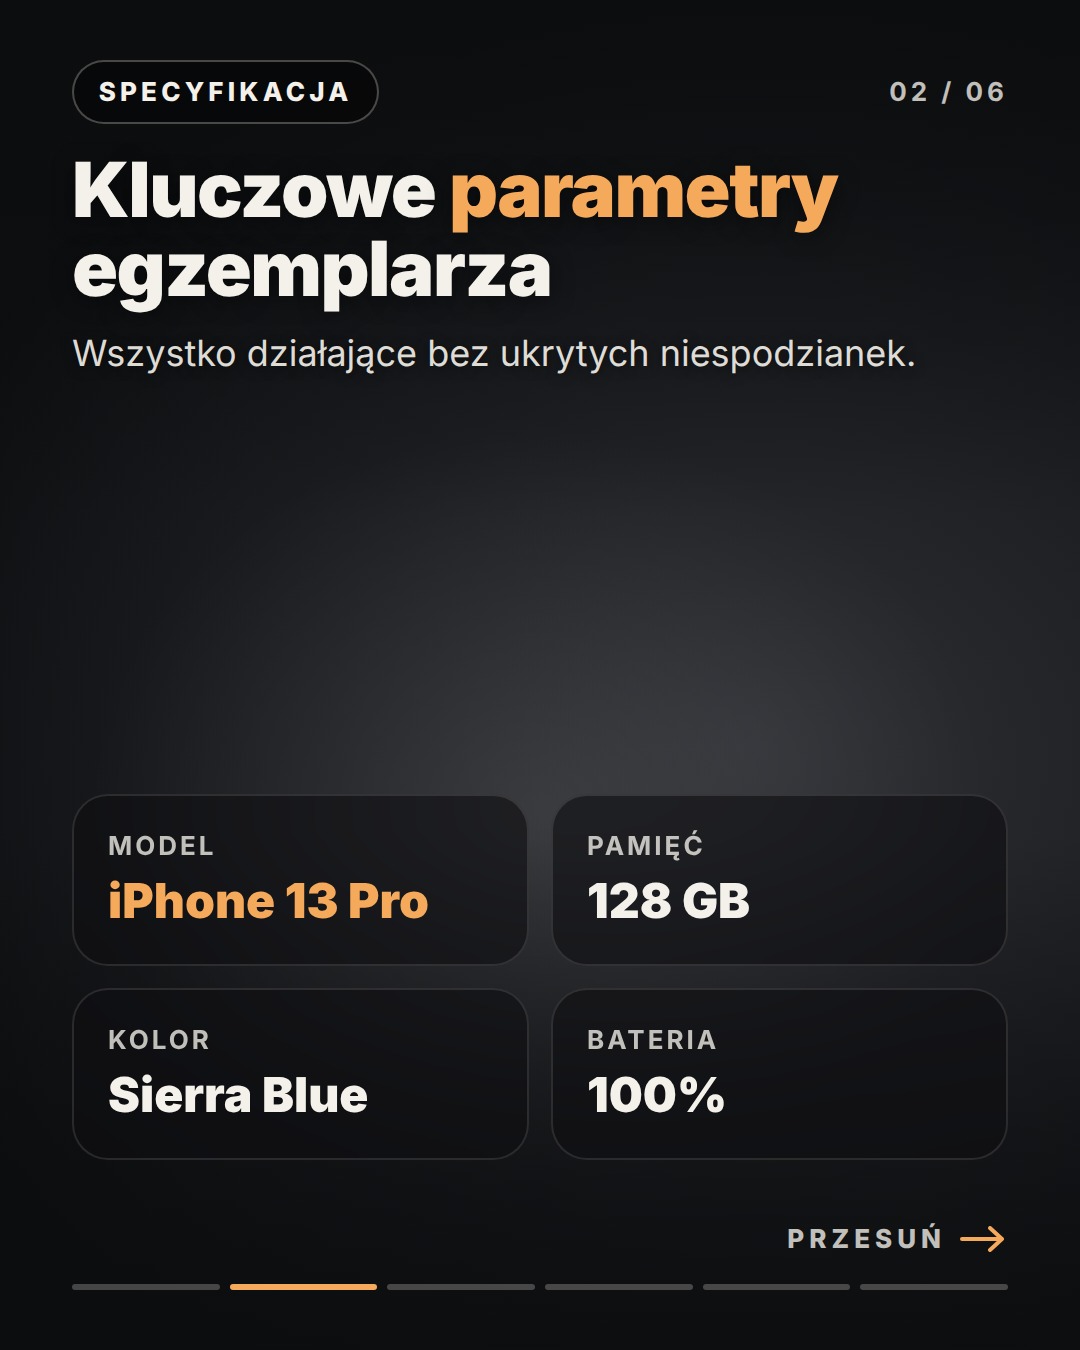 SPECYFIKACJA
02 / 06
Kluczowe parametry
egzemplarza
Wszystko działające bez ukrytych niespodzianek.
MODEL
iPhone 13 Pro
PAMIĘĆ
128 GB
KOLOR
Sierra Blue
BATERIA
100%
PRZESUŃ